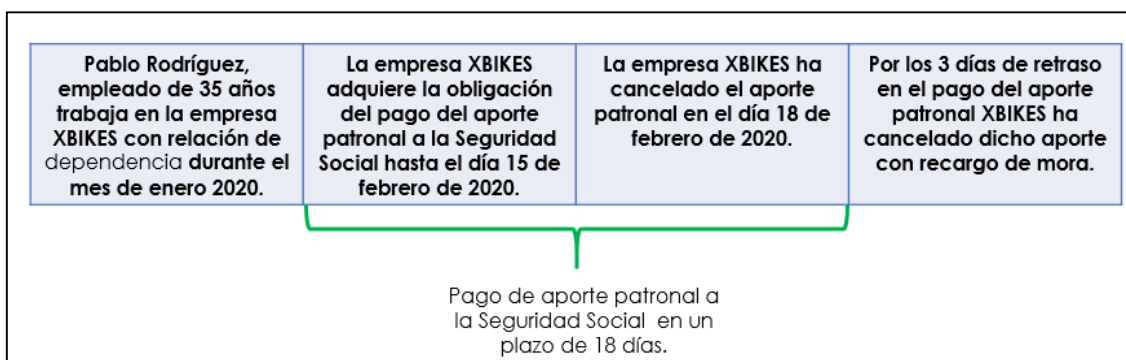 Pablo Rodríguez,
empleado de 35 años
trabaja en la empresa
XBIKES con relación de
dependencia durante el
mes de enero 2020.
La empresa XBIKES
adquiere la obligación
del pago del aporte
patronal a la Seguridad
Social hasta el día 15 de
febrero de 2020.
La empresa XBIKES ha
cancelado el aporte
patronal en el día 18 de
febrero de 2020.
Por los 3 días de retraso
en el pago del aporte
patronal XBIKES ha
cancelado dicho aporte
con recargo de mora.
Pago de aporte patronal a
la Seguridad Social en un
plazo de 18 días.